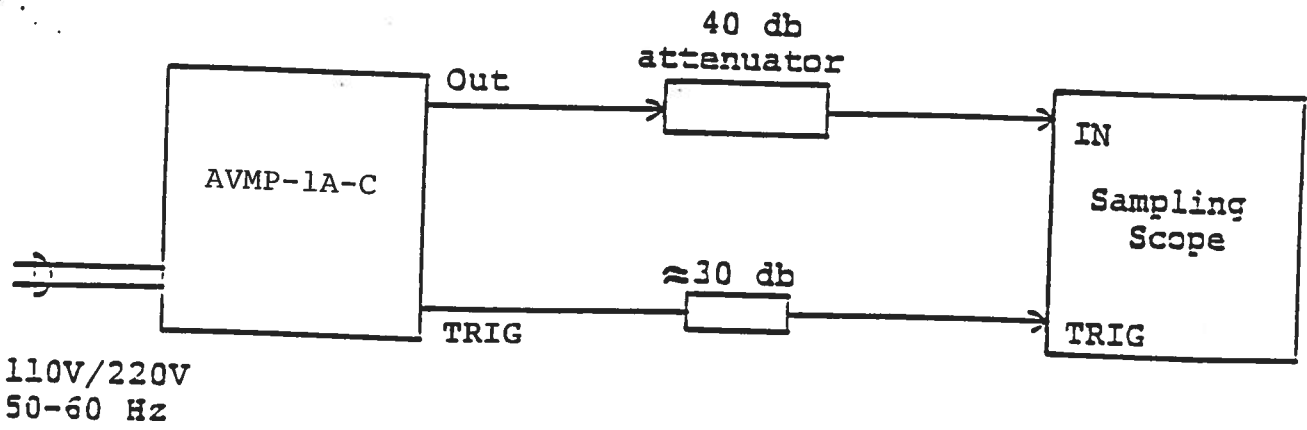 40 db
attenuator
Out
IN
AVMP-1A-C
Sampling
Scope
≈30 db
TRIG
TRIG
110V/220V
50-60 Hz